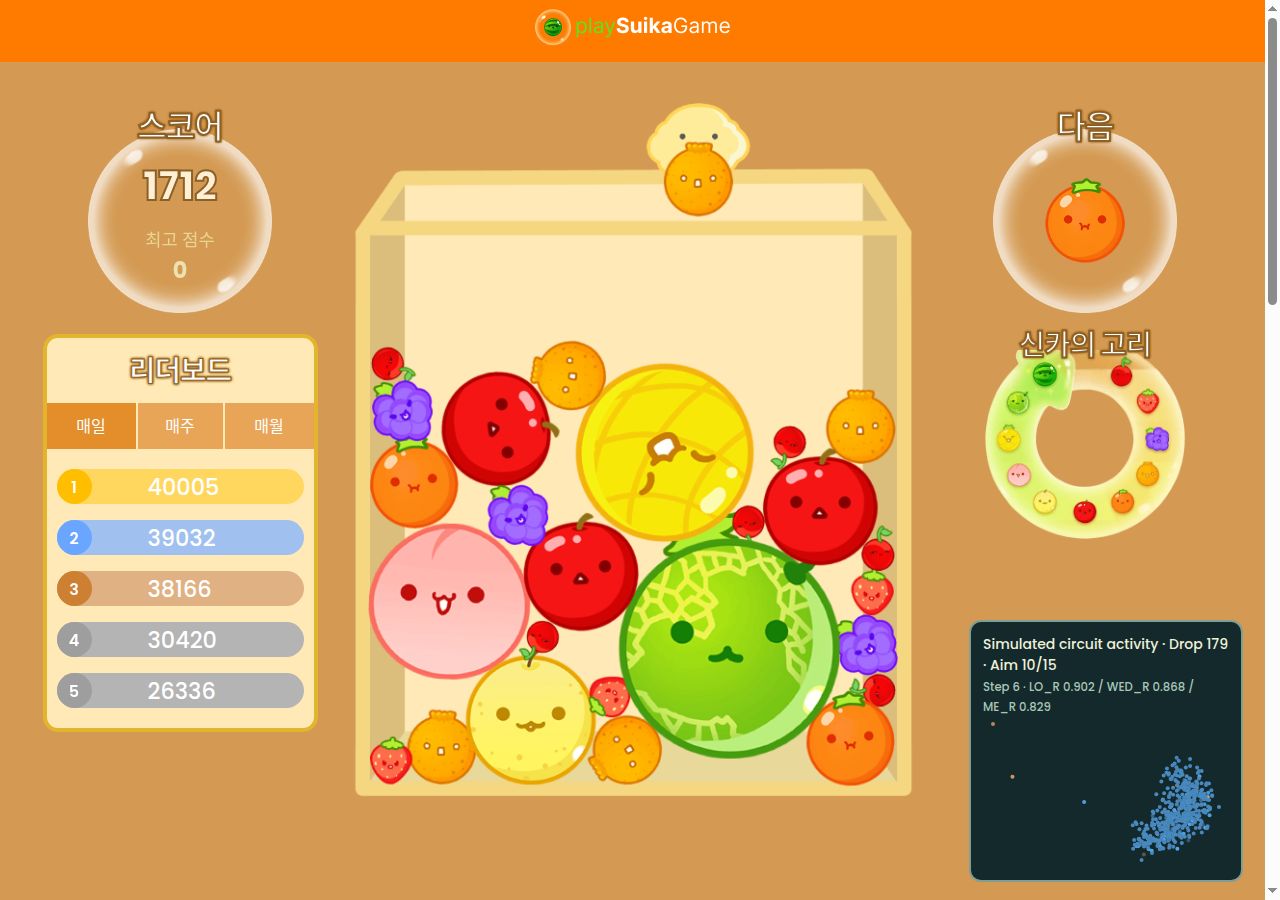 playSuikaGame
스코어
1712
최고 점수
0
리더보드
매일 매주 매월
1 40005
2 39032
3 38166
4 30420
5 26336
다음
신카의 고리
Simulated circuit activity · Drop 179
· Aim 10/15
Step 6 · LO_R 0.902 / WED_R 0.868 /
ME_R 0.829